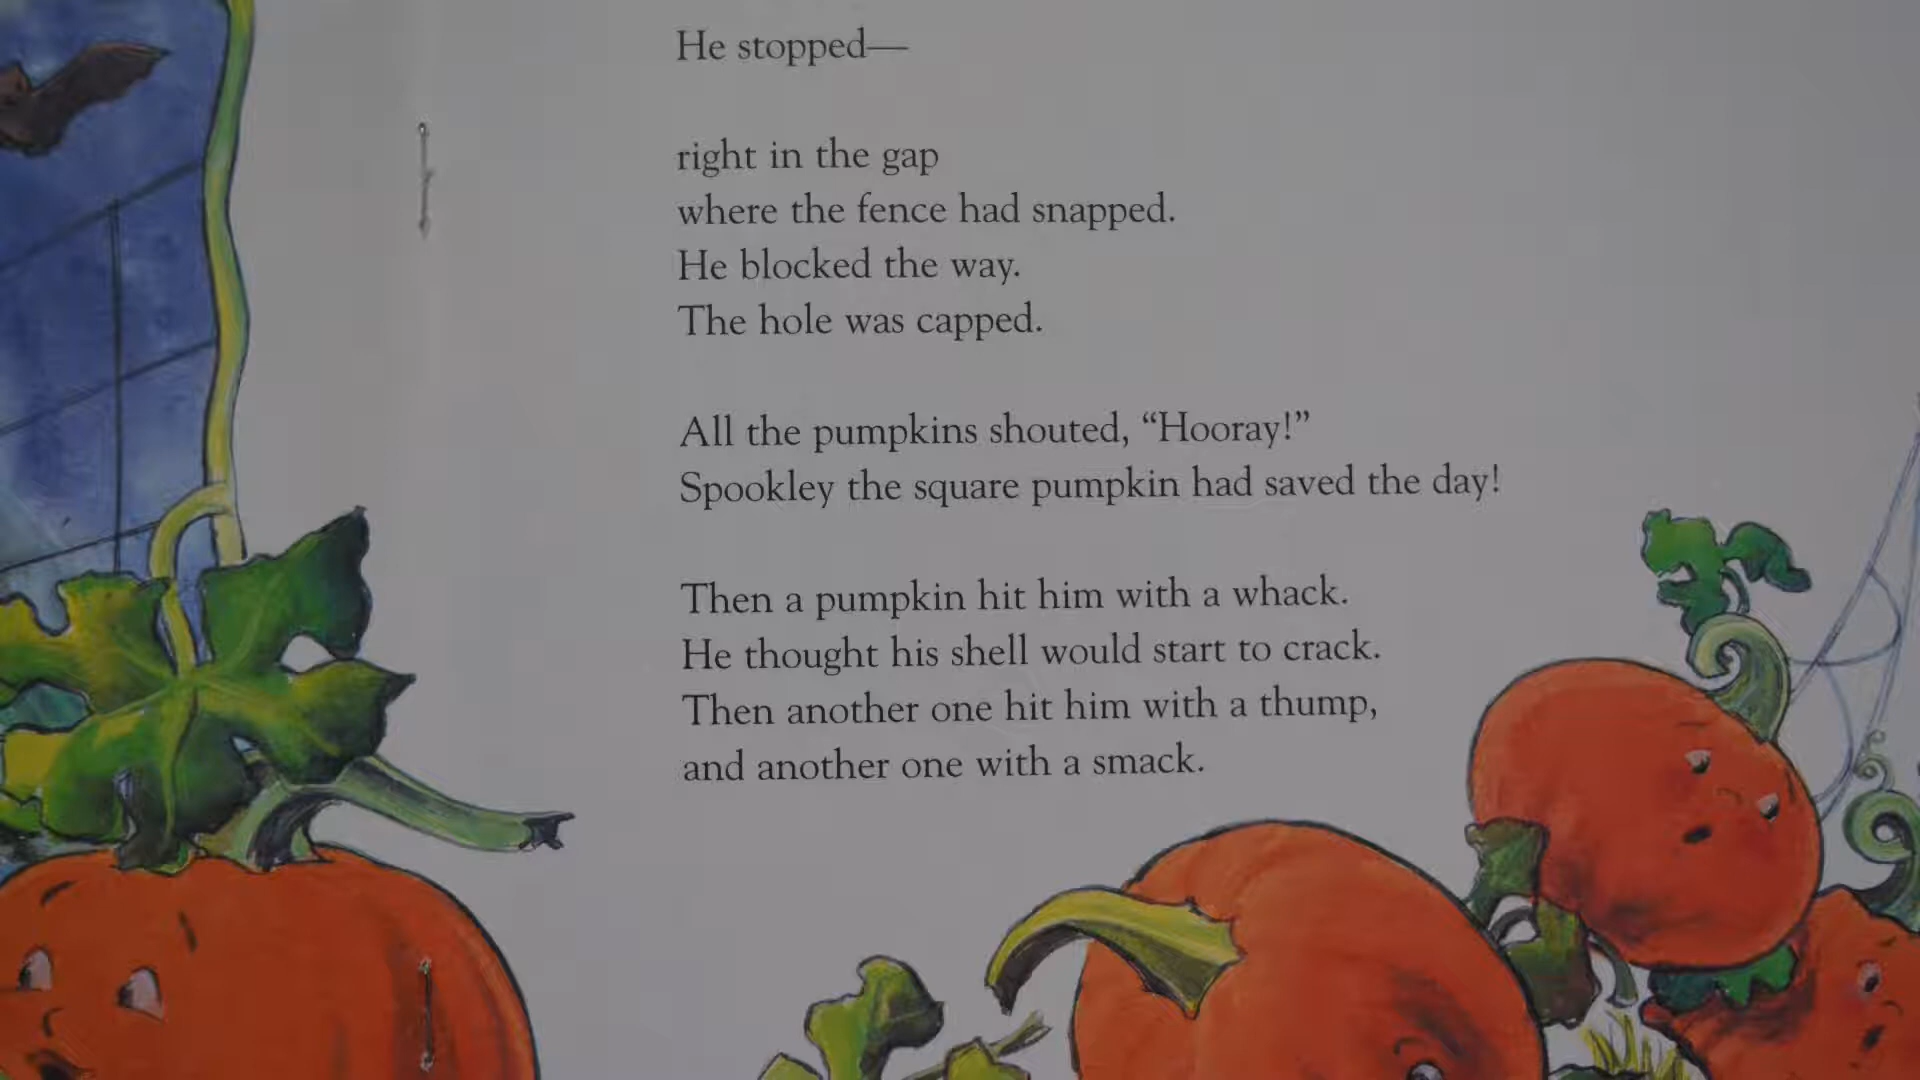 He stopped—
right in the gap
where the fence had snapped.
He blocked the way.
The hole was capped.
All the pumpkins shouted, “Hooray!”
Spookley the square pumpkin had saved the day!
Then a pumpkin hit him with a whack.
He thought his shell would start to crack.
Then another one hit him with a thump,
and another one with a smack.